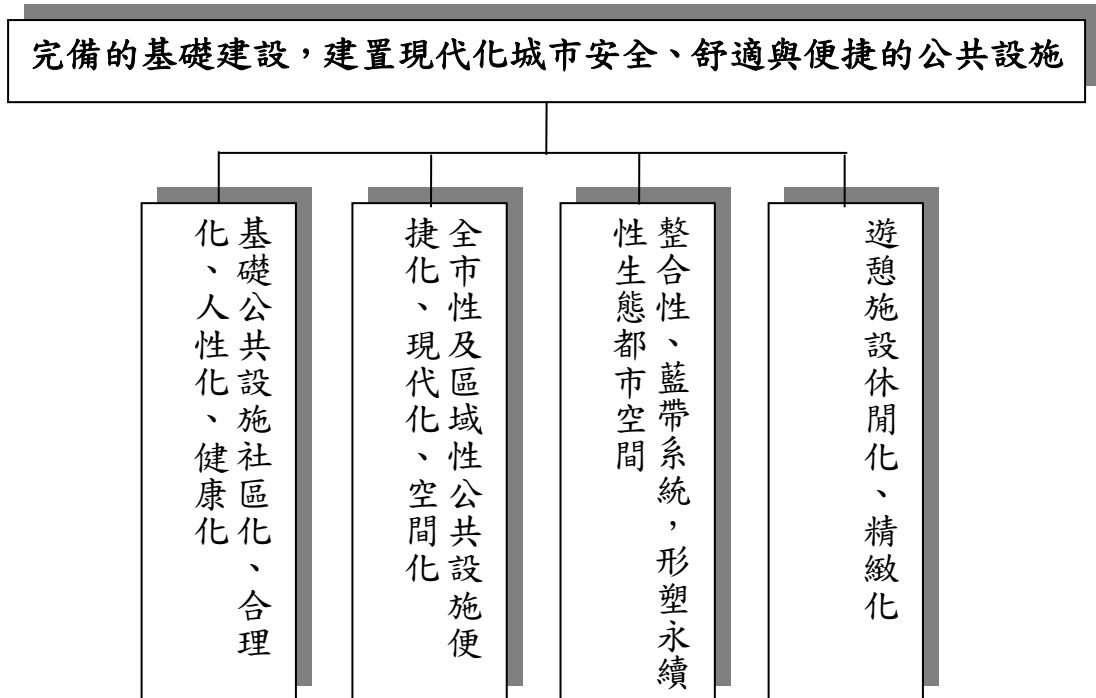 完備的基礎建設，建置現代化城市安全、舒適與便捷的公共設施
基礎公共設施社區化、合理
化、人性化、健康化
全市性及區域性公共設施便
捷化、現代化、空間化
整合性、藍帶系統，形塑永續
性生態都市空間
遊憩施設休閒化、精緻化